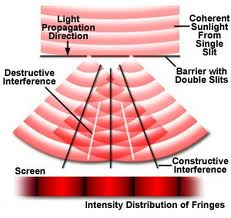 Light
Propagation
Direction
Coherent
Sunlight
From
Single
Slit
Destructive
Interference
Barrier with
Double Slits
Constructive
Interference
Screen
Intensity Distribution of Fringes